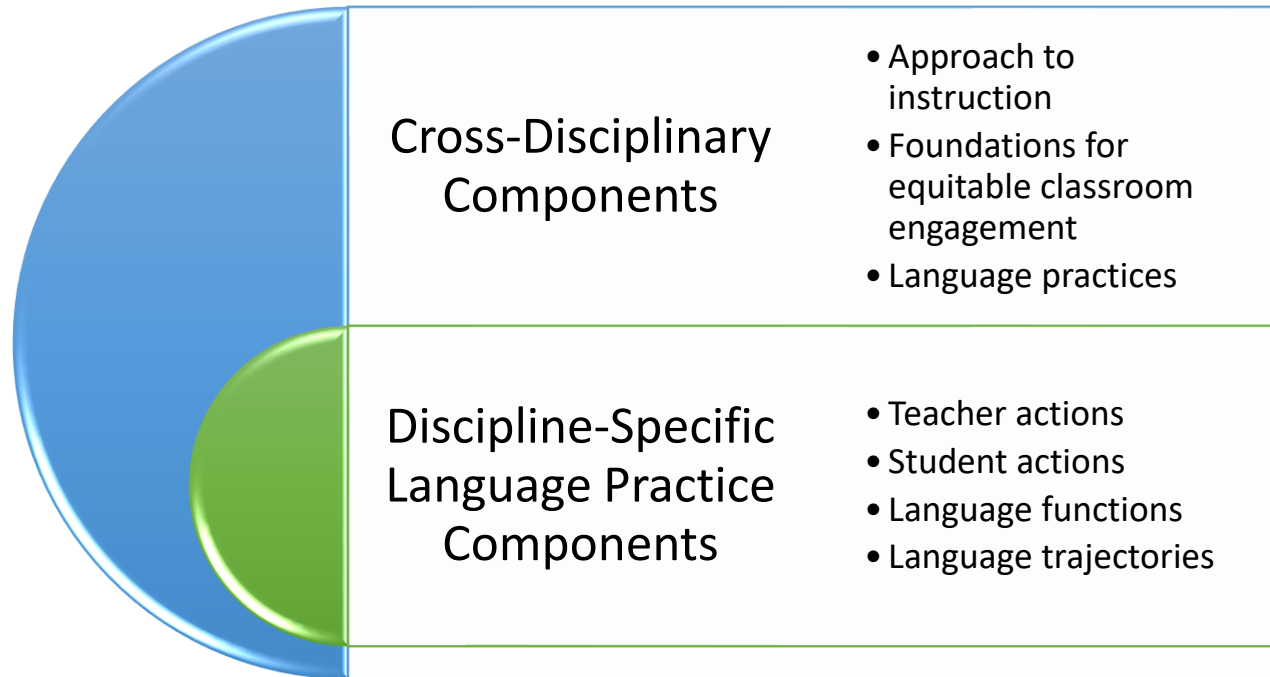 Cross-Disciplinary
Components
• Approach to
instruction
• Foundations for
equitable classroom
engagement
• Language practices
Discipline-Specific
Language Practice
Components
• Teacher actions
• Student actions
• Language functions
• Language trajectories